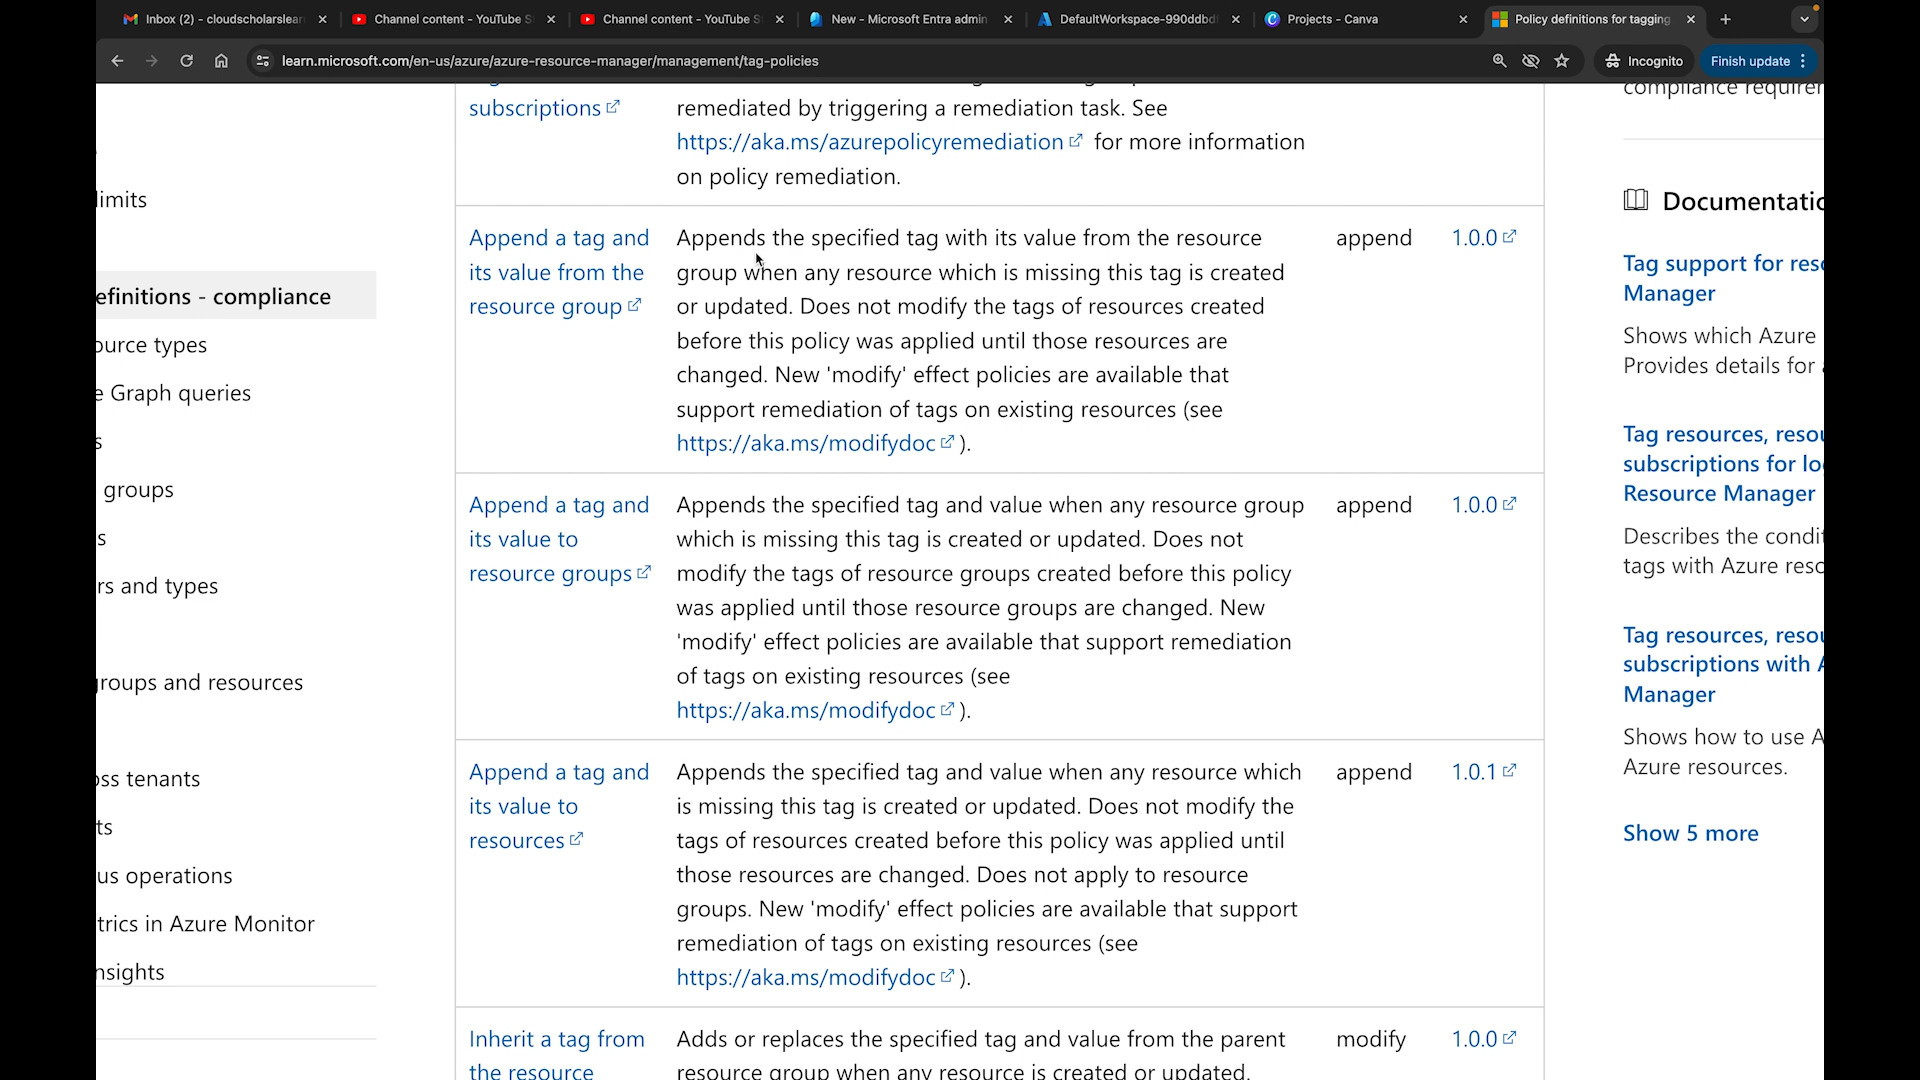 Inbox (2) - cloudscholarslear
Channel content - YouTube S
Channel content - YouTube S
New - Microsoft Entra admin
DefaultWorkspace-990ddbd
Projects - Canva
Policy definitions for tagging
learn.microsoft.com/en-us/azure/azure-resource-manager/management/tag-policies
Incognito
Finish update
limits
efinitions - compliance
ource types
e Graph queries
s
groups
s
rs and types
groups and resources
oss tenants
ts
us operations
trics in Azure Monitor
nsights
subscriptions
remediated by triggering a remediation task. See
https://aka.ms/azurepolicyremediation for more information
on policy remediation.
Append a tag and
its value from the
resource group
Appends the specified tag with its value from the resource
group when any resource which is missing this tag is created
or updated. Does not modify the tags of resources created
before this policy was applied until those resources are
changed. New 'modify' effect policies are available that
support remediation of tags on existing resources (see
https://aka.ms/modifydoc ).
append
1.0.0
Append a tag and
its value to
resource groups
Appends the specified tag and value when any resource group
which is missing this tag is created or updated. Does not
modify the tags of resource groups created before this policy
was applied until those resource groups are changed. New
'modify' effect policies are available that support remediation
of tags on existing resources (see
https://aka.ms/modifydoc ).
append
1.0.0
Append a tag and
its value to
resources
Appends the specified tag and value when any resource which
is missing this tag is created or updated. Does not modify the
tags of resources created before this policy was applied until
those resources are changed. Does not apply to resource
groups. New 'modify' effect policies are available that support
remediation of tags on existing resources (see
https://aka.ms/modifydoc ).
append
1.0.1
Inherit a tag from
the resource
Adds or replaces the specified tag and value from the parent
resource group when any resource is created or updated.
modify
1.0.0
compliance requirer
Documentatic
Tag support for reso
Manager
Shows which Azure
Provides details for
Tag resources, resou
subscriptions for lo
Resource Manager
Describes the condit
tags with Azure reso
Tag resources, resou
subscriptions with A
Manager
Shows how to use A
Azure resources.
Show 5 more